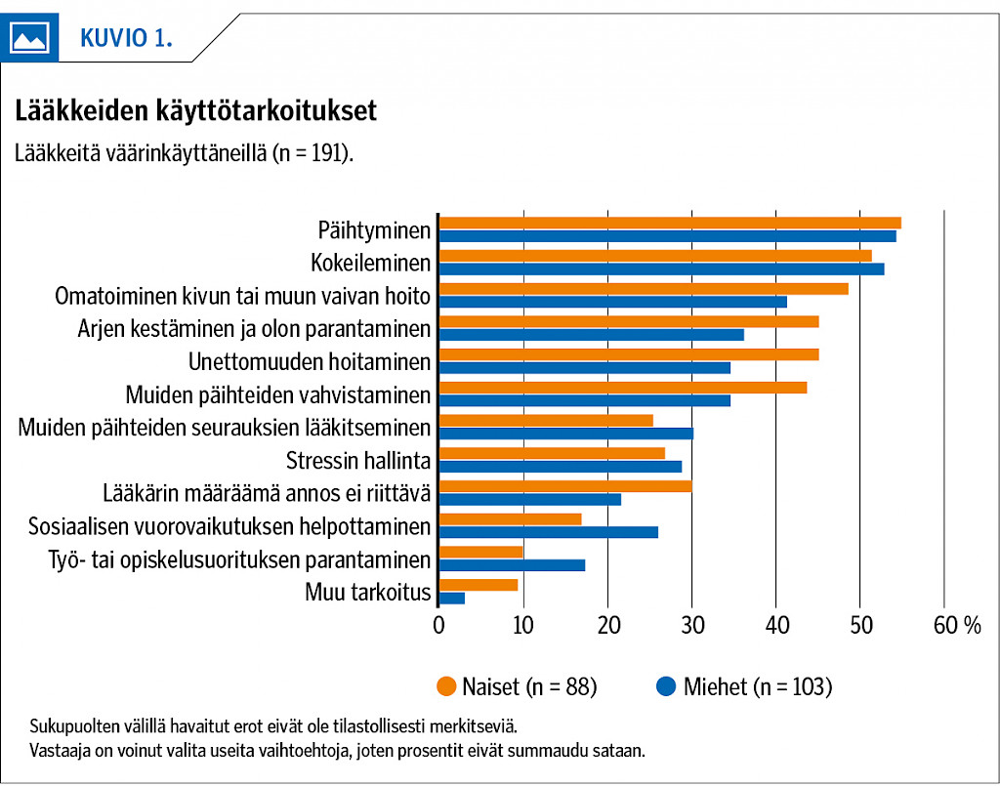 KUVIO 1.
Lääkkeiden käyttötarkoitukset
Lääkkeitä väärinkäyttäneillä (n = 191).
Päihtyminen
Kokeileminen
Omatoiminen kivun tai muun vaivan hoito
Arjen kestäminen ja olon parantaminen
Unettomuuden hoitaminen
Muiden päihteiden vahvistaminen
Muiden päihteiden seurauksien lääkitseminen
Stressin hallinta
Lääkärin määräämä annos ei riittävä
Sosiaalisen vuorovaikutuksen helpottaminen
Työ- tai opiskelusuorituksen parantaminen
Muu tarkoitus
0 10 20 30 40 50 60 %
Naiset (n = 88) Miehet (n = 103)
Sukupuolten välillä havaitut erot eivät ole tilastollisesti merkitseviä.
Vastaaja on voinut valita useita vaihtoehtoja, joten prosentit eivät summaudu sataan.